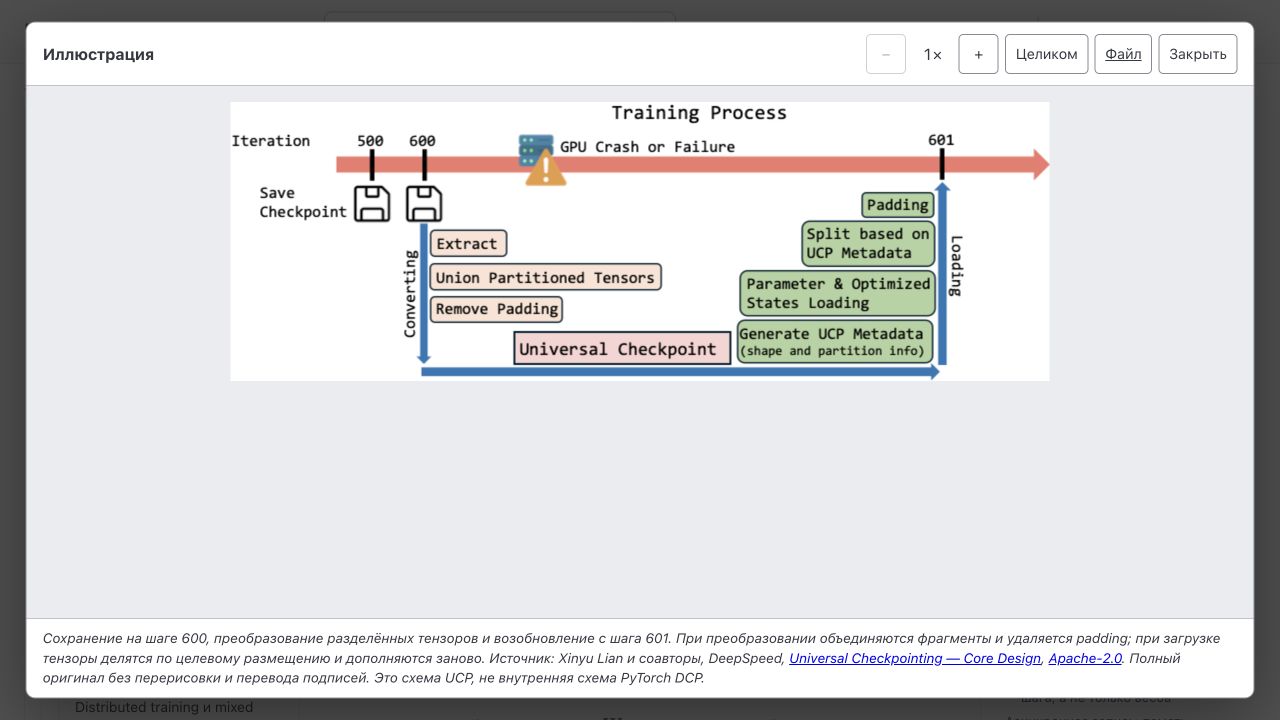 Иллюстрация
−
1×
+
Целиком
Файл
Закрыть
Training Process
Iteration
500
600
GPU Crash or Failure
601
Save
Checkpoint
Converting
Extract
Union Partitioned Tensors
Remove Padding
Universal Checkpoint
Padding
Split based on
UCP Metadata
Parameter & Optimized
States Loading
Generate UCP Metadata
(shape and partition info)
Loading
Сохранение на шаге 600, преобразование разделённых тензоров и возобновление с шага 601. При преобразовании объединяются фрагменты и удаляется padding; при загрузке
тензоры делятся по целевому размещению и дополняются заново. Источник: Xinyu Lian и соавторы, DeepSpeed, Universal Checkpointing — Core Design, Apache-2.0. Полный
оригинал без перерисовки и перевода подписей. Это схема UCP, не внутренняя схема PyTorch DCP.
Distributed training и mixed